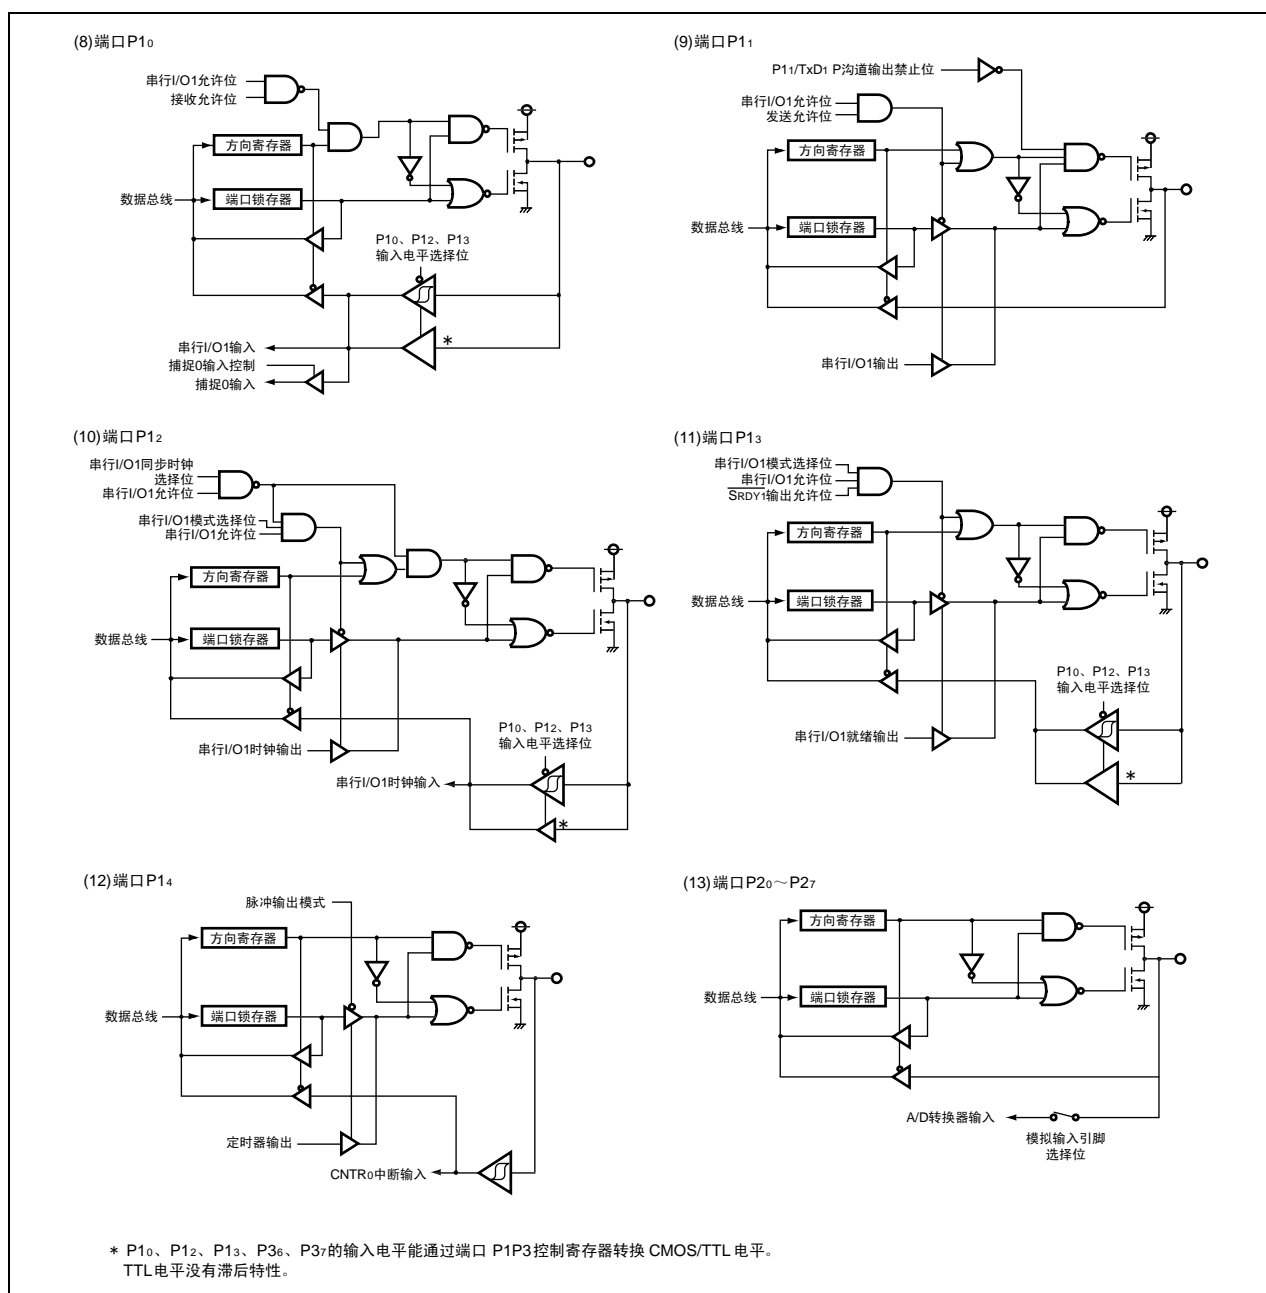 (8)端口P10
串行I/O1允许位
接收允许位
方向寄存器
数据总线
端口锁存器
P10、P12、P13
输入电平选择位
*
串行I/O1输入
捕捉0输入控制
捕捉0输入
(9)端口P11
P11/TxD1 P沟道输出禁止位
串行I/O1允许位
发送允许位
方向寄存器
数据总线
端口锁存器
串行I/O1输出
(10)端口P12
串行I/O1同步时钟
选择位
串行I/O1允许位
串行I/O1模式选择位
串行I/O1允许位
方向寄存器
数据总线
端口锁存器
串行I/O1时钟输出
P10、P12、P13
输入电平选择位
串行I/O1时钟输入
*
(11)端口P13
串行I/O1模式选择位
串行I/O1允许位
SRDY1输出允许位
方向寄存器
数据总线
端口锁存器
P10、P12、P13
输入电平选择位
串行I/O1就绪输出
*
(12)端口P14
脉冲输出模式
方向寄存器
数据总线
端口锁存器
定时器输出
CNTR0中断输入
(13)端口P20～P27
方向寄存器
数据总线
端口锁存器
A/D转换器输入
模拟输入引脚
选择位
* P10、P12、P13、P36、P37的输入电平能通过端口 P1P3控制寄存器转换 CMOS/TTL 电平。
TTL电平没有滞后特性。